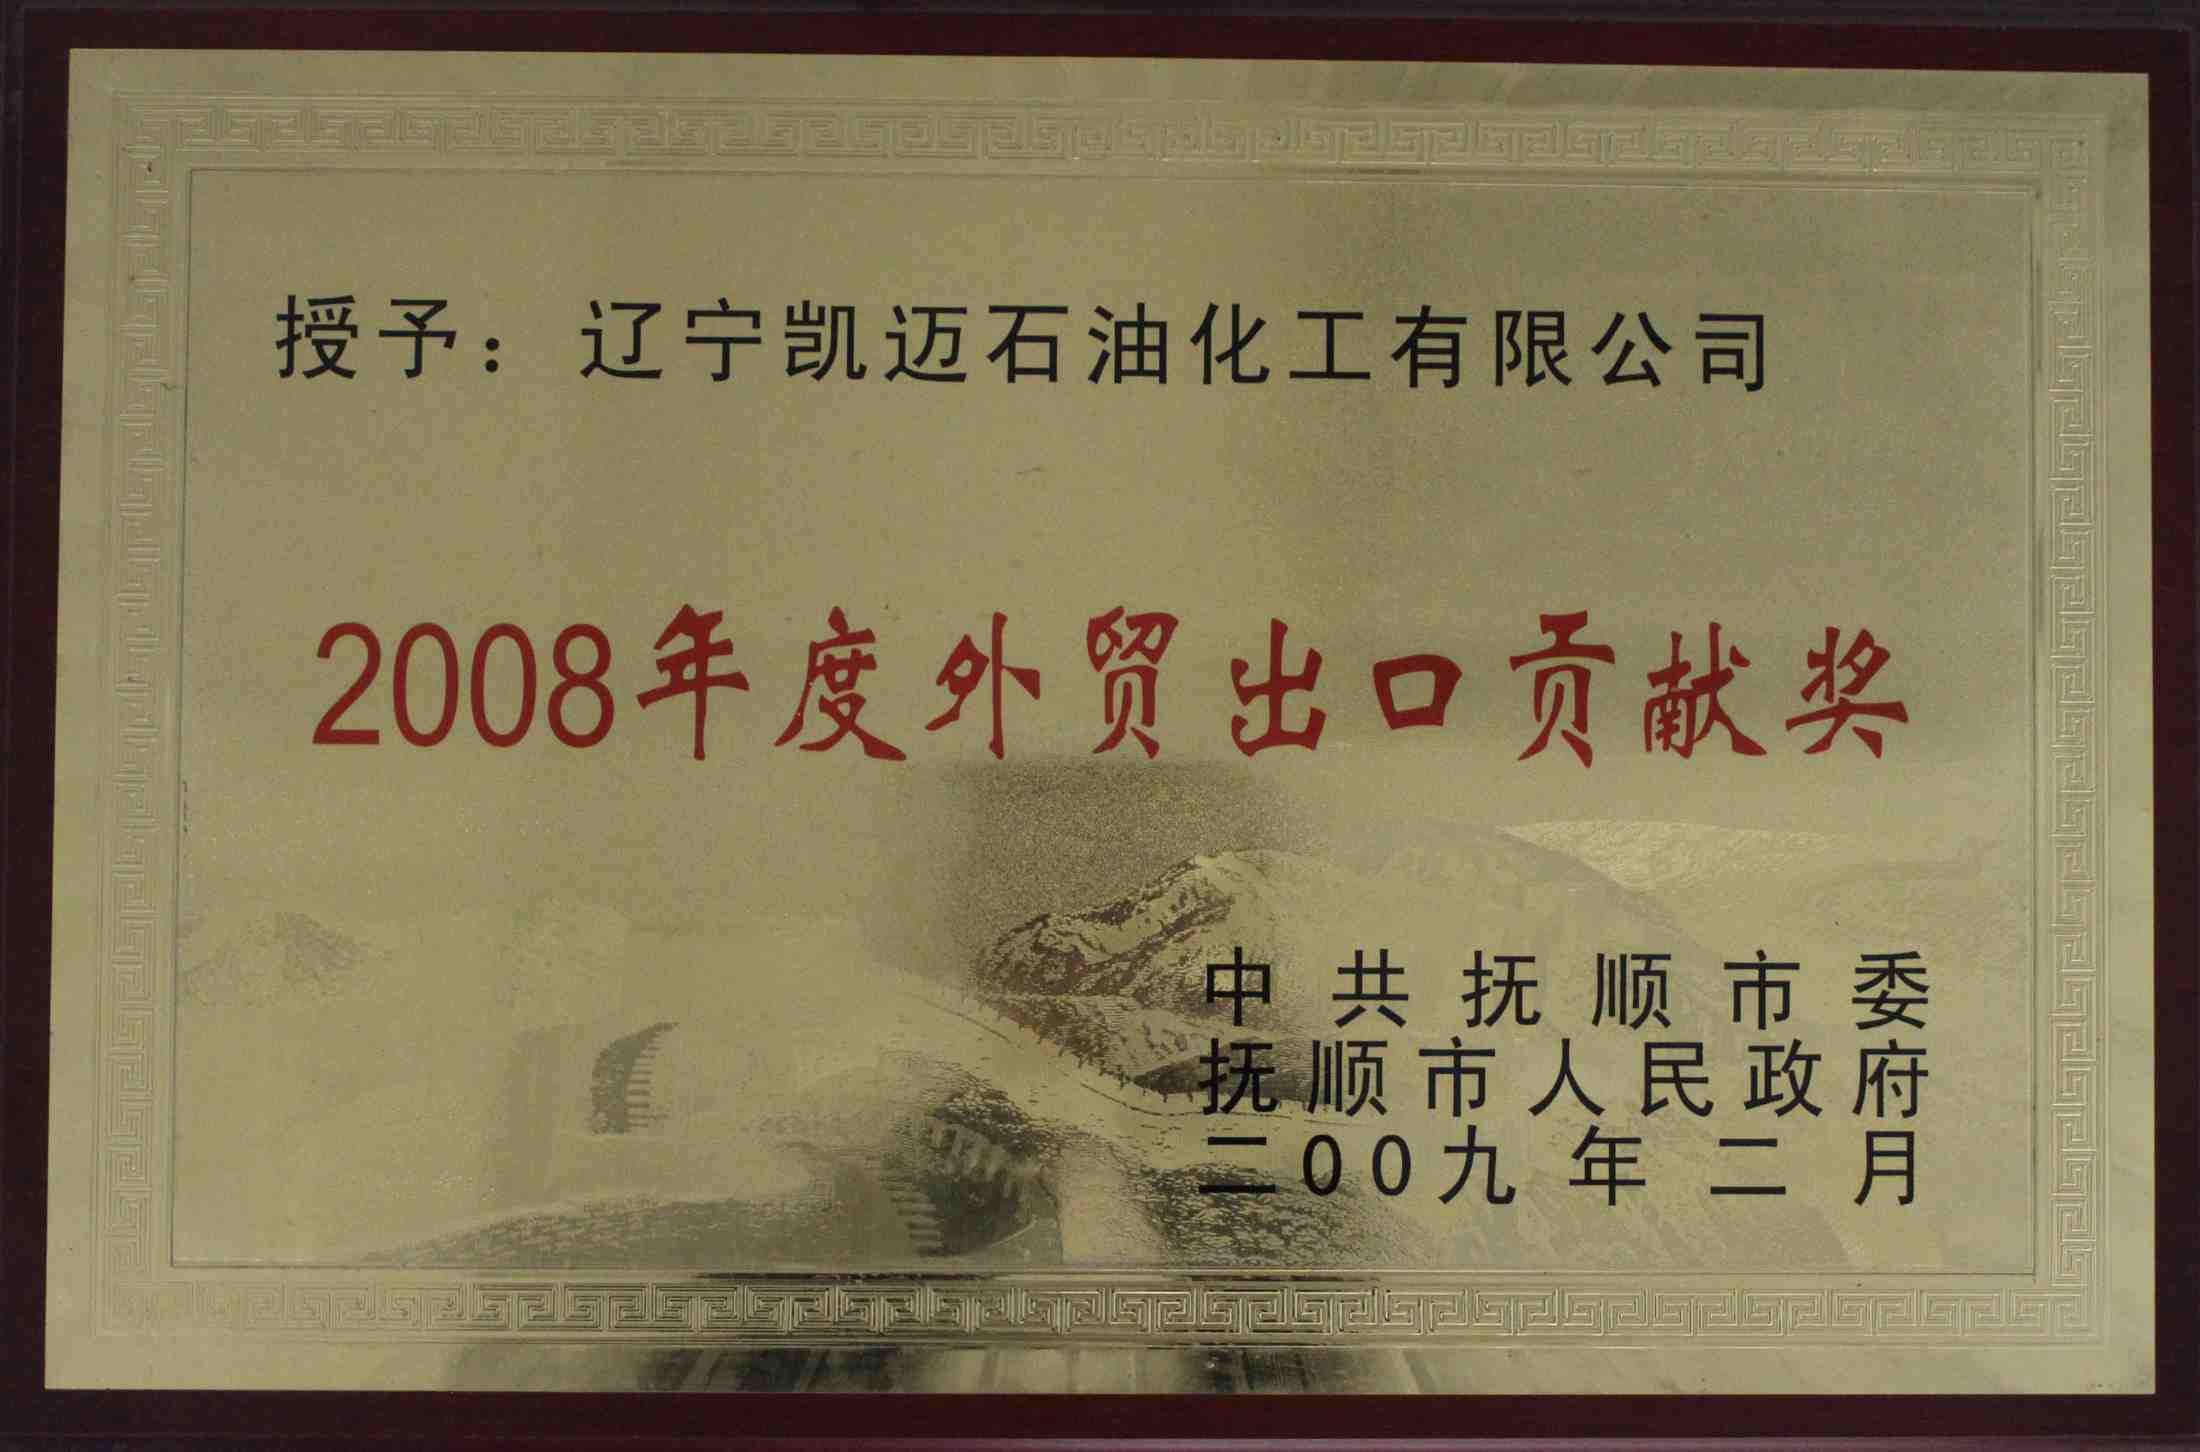 授予：辽宁凯迈石油化工有限公司
2008年度外贸出口贡献奖
中共抚顺市委
抚顺市人民政府
二00九年二月